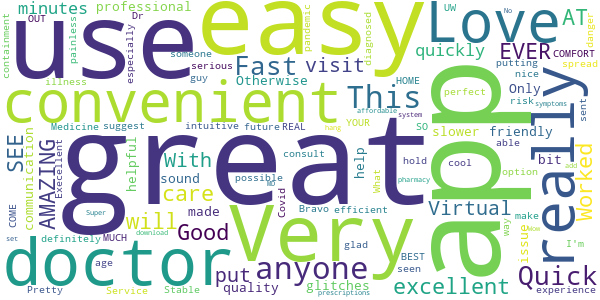 use
easy
Love
AT
UW
No
professional
minutes
Dr
OUT
painless
especially
containment
illness
someone
serious
guy
pandemic
diagnosed
Fast
visit
Otherwise
HOME
quickly
EVER
COMFORT
putting
nice
danger
spread
convenient
This
YOUR
affordable
system
SO
perfect
Only
risk
symptoms
sent
Medicine
suggest
intuitive
future
REAL
great
app
really
slower
friendly
able
SEE
AMAZING
Execellent
communication
helpful
With
sound
possible
consult
MD
help
hold
cool
pharmacy
What
bit
option
add
Worked
COME
care
made
Covid
Bravo
efficient
Virtual
issue
make
way
will
Super
Good
Very
glad
BEST
seen
I'm
Wow
doctor
definitely
MUCH
put
anyone
excellent
Quick
set
Pretty
age
Service
download
Stable
quality
glitches
prescriptions
experience